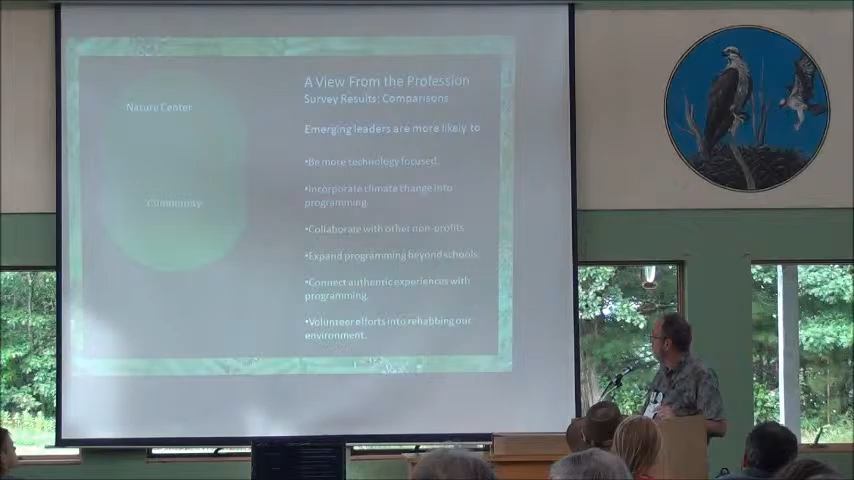 A View From the Profession
Survey Results: Comparisons
Nature Center
Emerging leaders are more likely to
•Be more technology focused.
•Incorporate climate change into
programming.
Community
•Collaborate with other non-profits
•Expand programming beyond schools.
•Connect authentic experiences with
programming.
•Volunteer efforts into rehabbing our
environment.